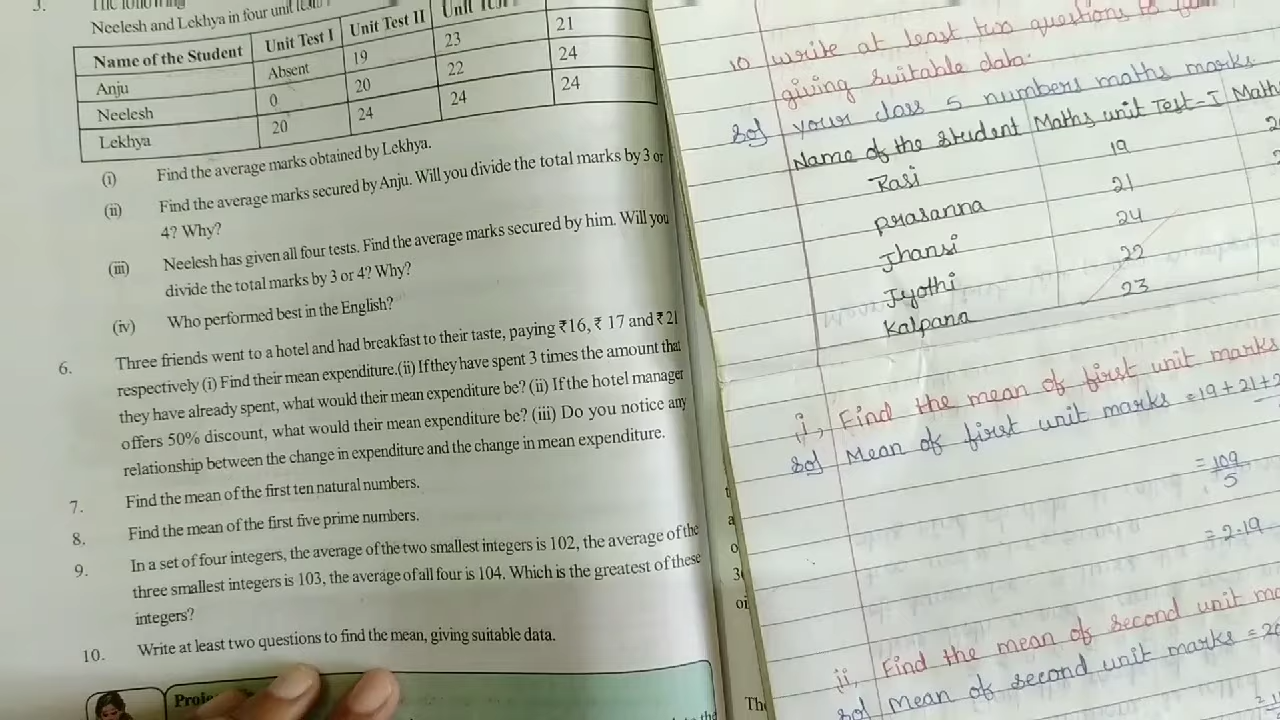 Neelesh and Lekhya in four unit
Name of the Student Unit Test I Unit Test II
Anju Absent 19 23 21
Neelesh 0 20 22 24
Lekhya 20 24 24 24
(i) Find the average marks obtained by Lekhya.
(ii) Find the average marks secured by Anju. Will you divide the total marks by 3 or
4? Why?
(iii) Neelesh has given all four tests. Find the average marks secured by him. Will you
divide the total marks by 3 or 4? Why?
(iv) Who performed best in the English?
6. Three friends went to a hotel and had breakfast to their taste, paying ₹16, ₹ 17 and ₹ 21
respectively (i) Find their mean expenditure.(ii) If they have spent 3 times the amount that
they have already spent, what would their mean expenditure be? (ii) If the hotel manager
offers 50% discount, what would their mean expenditure be? (iii) Do you notice any
relationship between the change in expenditure and the change in mean expenditure.
7. Find the mean of the first ten natural numbers.
8. Find the mean of the first five prime numbers.
9. In a set of four integers, the average of the two smallest integers is 102, the average of the
three smallest integers is 103, the average of all four is 104. Which is the greatest of these
integers?
10. Write at least two questions to find the mean, giving suitable data.
10 write at least two questions to
giving suitable data.
Sol your class 5 numbers maths marks
Name of the student Maths unit Test-I Math
Rasi 19
prasanna 21
Jhansi 24
Jyothi 22
Kalpana 23
i, Find the mean of first unit marks
Sol Mean of first unit marks = 19 + 21 +
= 109
5
= 2.19
ii, Find the mean of second unit
Sol Mean of second unit marks =